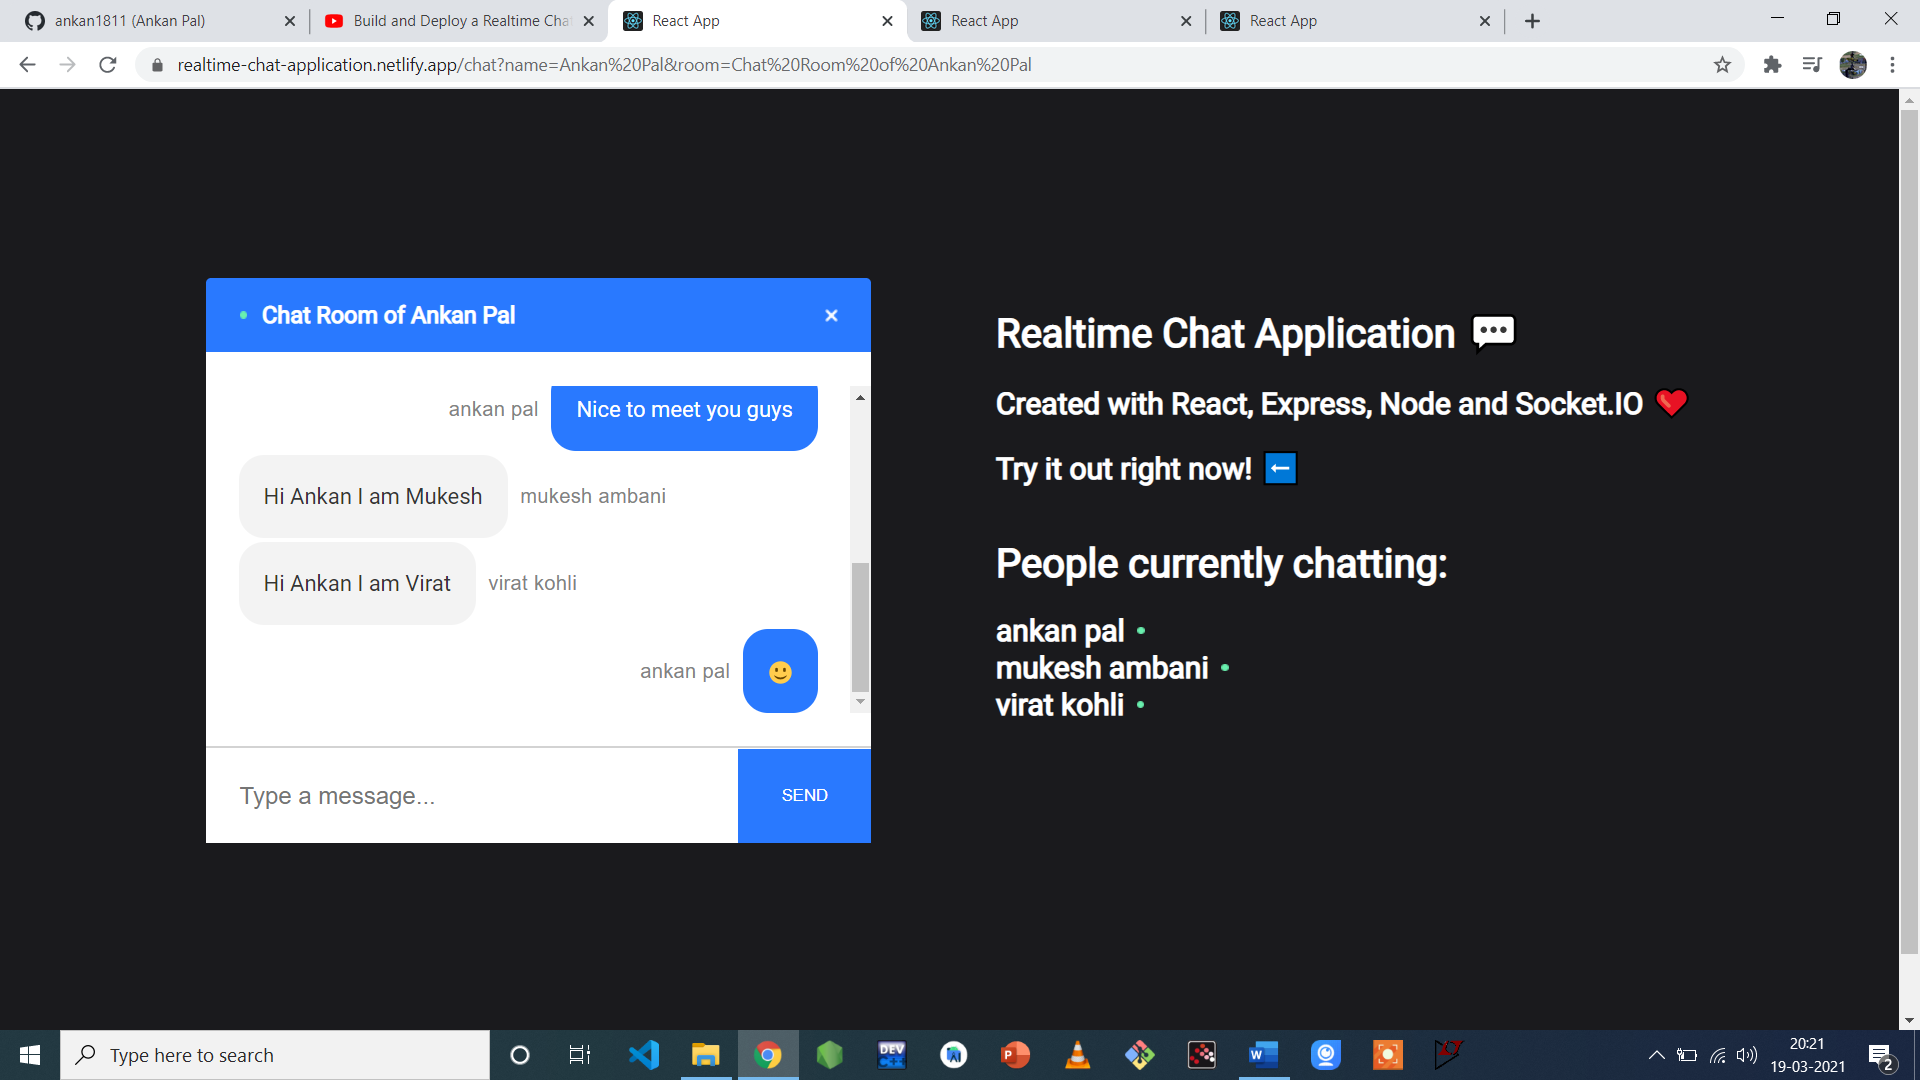 ankan1811 (Ankan Pal)
Build and Deploy a Realtime Cha
React App
React App
React App
realtime-chat-application.netlify.app/chat?name=Ankan%20Pal&room=Chat%20Room%20of%20Ankan%20Pal
Chat Room of Ankan Pal
ankan pal
Nice to meet you guys
Hi Ankan I am Mukesh
mukesh ambani
Hi Ankan I am Virat
virat kohli
ankan pal
🙂
Type a message...
SEND
Realtime Chat Application 💬
Created with React, Express, Node and Socket.IO ❤️
Try it out right now! ⬅️
People currently chatting:
ankan pal
mukesh ambani
virat kohli
Type here to search
DEV
C++
P
W
20:21
19-03-2021
2